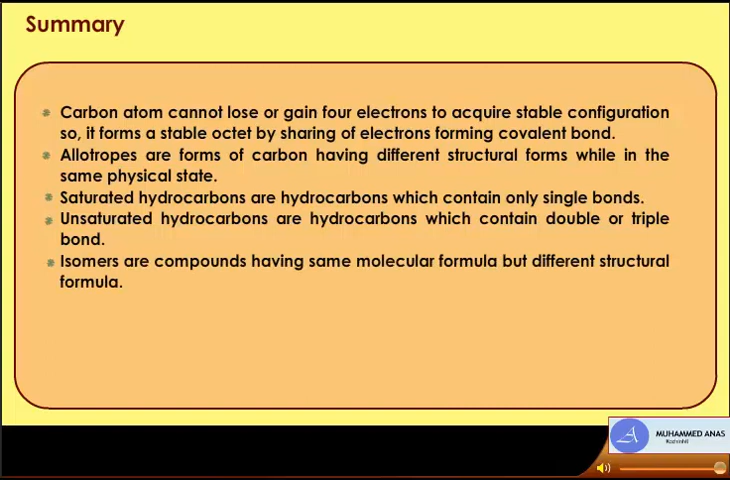 Summary
Carbon atom cannot lose or gain four electrons to acquire stable configuration
so, it forms a stable octet by sharing of electrons forming covalent bond.
Allotropes are forms of carbon having different structural forms while in the
same physical state.
Saturated hydrocarbons are hydrocarbons which contain only single bonds.
Unsaturated hydrocarbons are hydrocarbons which contain double or triple
bond.
Isomers are compounds having same molecular formula but different structural
formula.
MUHAMMED ANAS